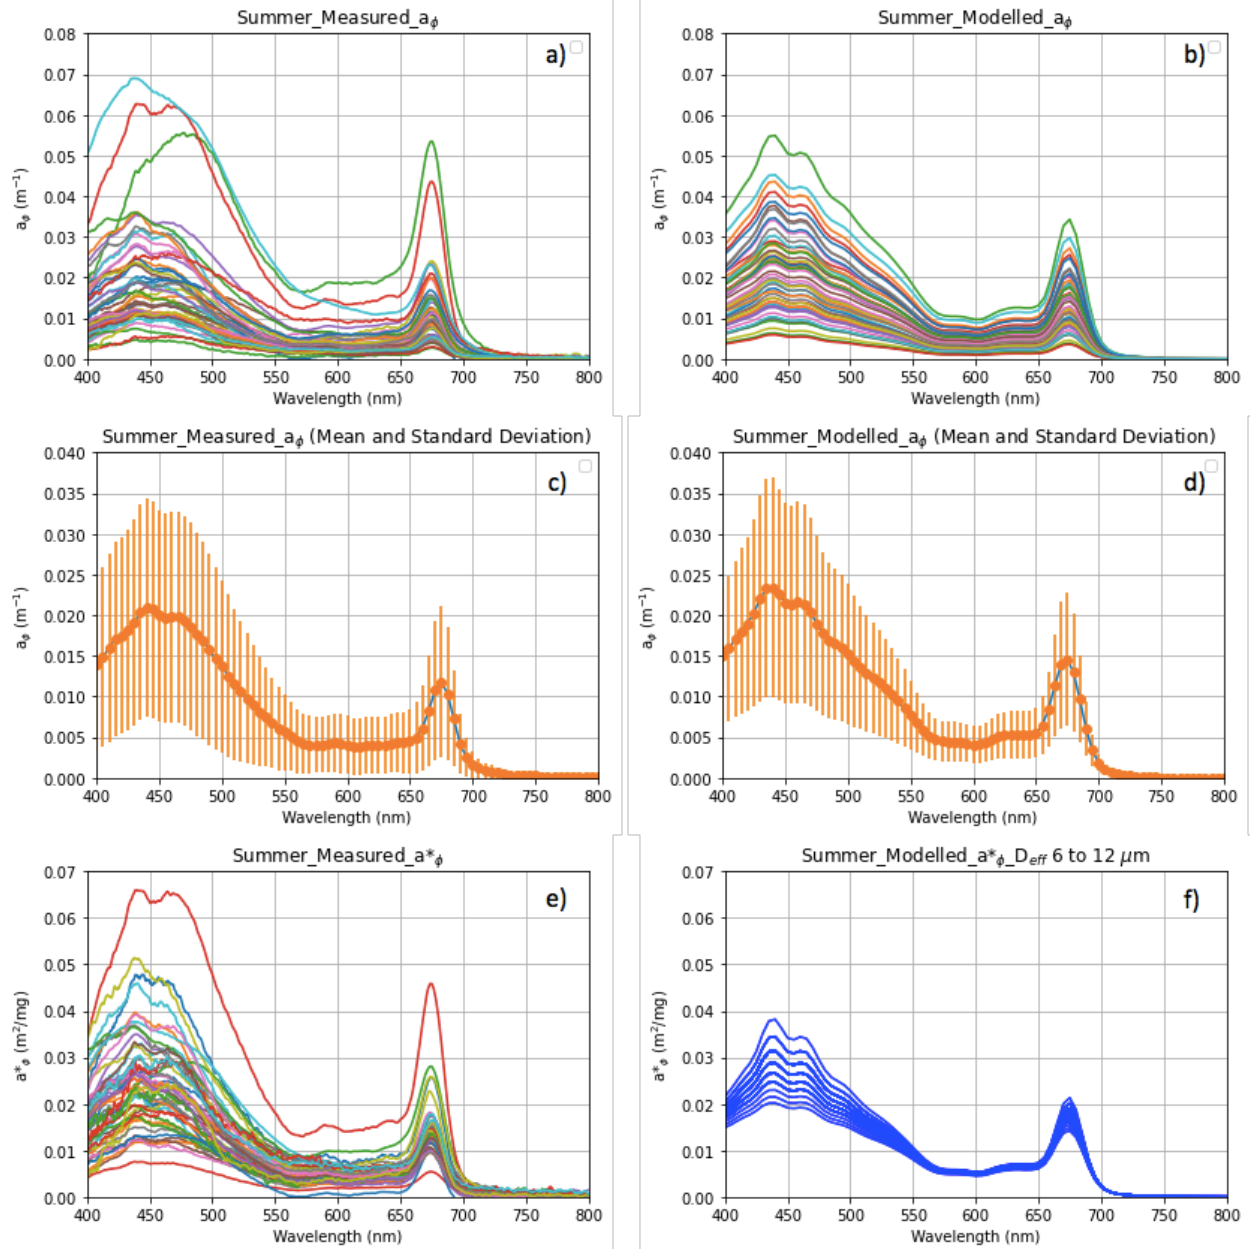 Summer_Measured_aϕ
a)
0.08
0.07
0.06
0.05
0.04
0.03
0.02
0.01
0.00
aϕ (m⁻¹)
400 450 500 550 600 650 700 750 800
Wavelength (nm)
Summer_Modelled_aϕ
b)
0.08
0.07
0.06
0.05
0.04
0.03
0.02
0.01
0.00
aϕ (m⁻¹)
400 450 500 550 600 650 700 750 800
Wavelength (nm)
Summer_Measured_aϕ (Mean and Standard Deviation)
c)
0.040
0.035
0.030
0.025
0.020
0.015
0.010
0.005
0.000
aϕ (m⁻¹)
400 450 500 550 600 650 700 750 800
Wavelength (nm)
Summer_Modelled_aϕ (Mean and Standard Deviation)
d)
0.040
0.035
0.030
0.025
0.020
0.015
0.010
0.005
0.000
aϕ (m⁻¹)
400 450 500 550 600 650 700 750 800
Wavelength (nm)
Summer_Measured_a*ϕ
e)
0.07
0.06
0.05
0.04
0.03
0.02
0.01
0.00
a*ϕ (m²/mg)
400 450 500 550 600 650 700 750 800
Wavelength (nm)
Summer_Modelled_a*ϕ_Deff 6 to 12 μm
f)
0.07
0.06
0.05
0.04
0.03
0.02
0.01
0.00
a*ϕ (m²/mg)
400 450 500 550 600 650 700 750 800
Wavelength (nm)